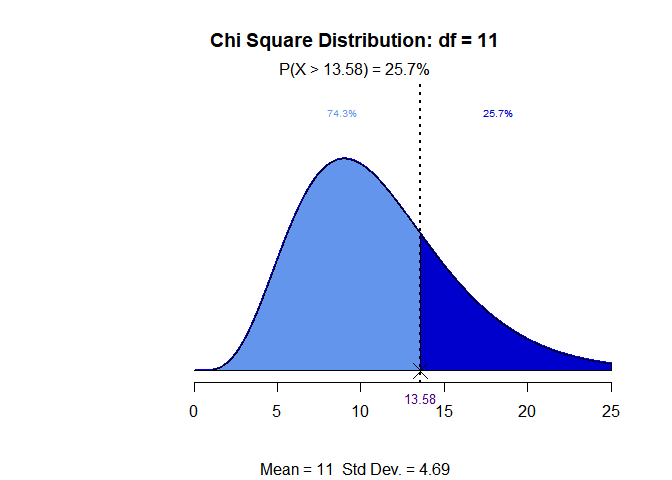 Chi Square Distribution: df = 11
P(X > 13.58) = 25.7%
74.3% 25.7%
0 5 10 15 20 25
13.58
Mean = 11 Std Dev. = 4.69